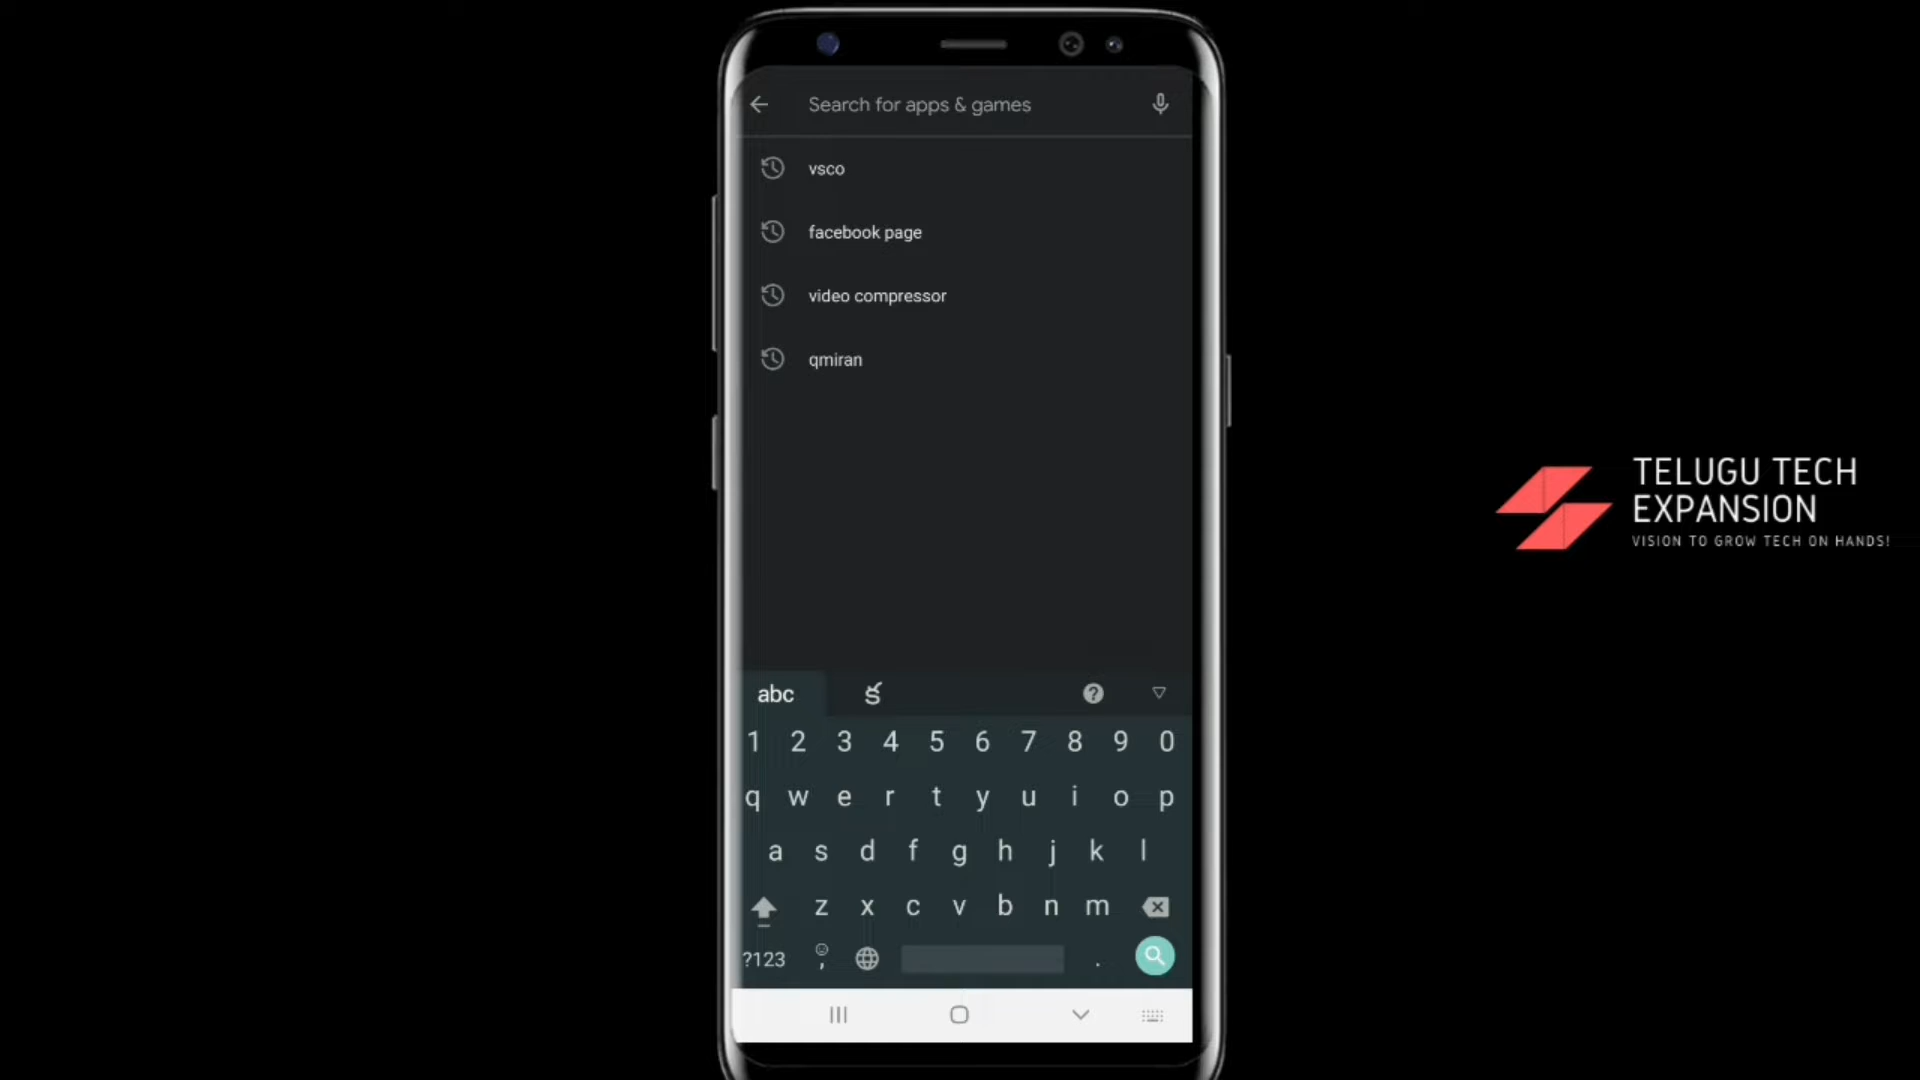 Search for apps & games
vsco
facebook page
video compressor
qmiran
TELUGU TECH
EXPANSION
VISION TO GROW TECH ON HANDS!
abc
1 2 3 4 5 6 7 8 9 0
q w e r t y u i o p
a s d f g h j k l
z x c v b n m
?123 , .